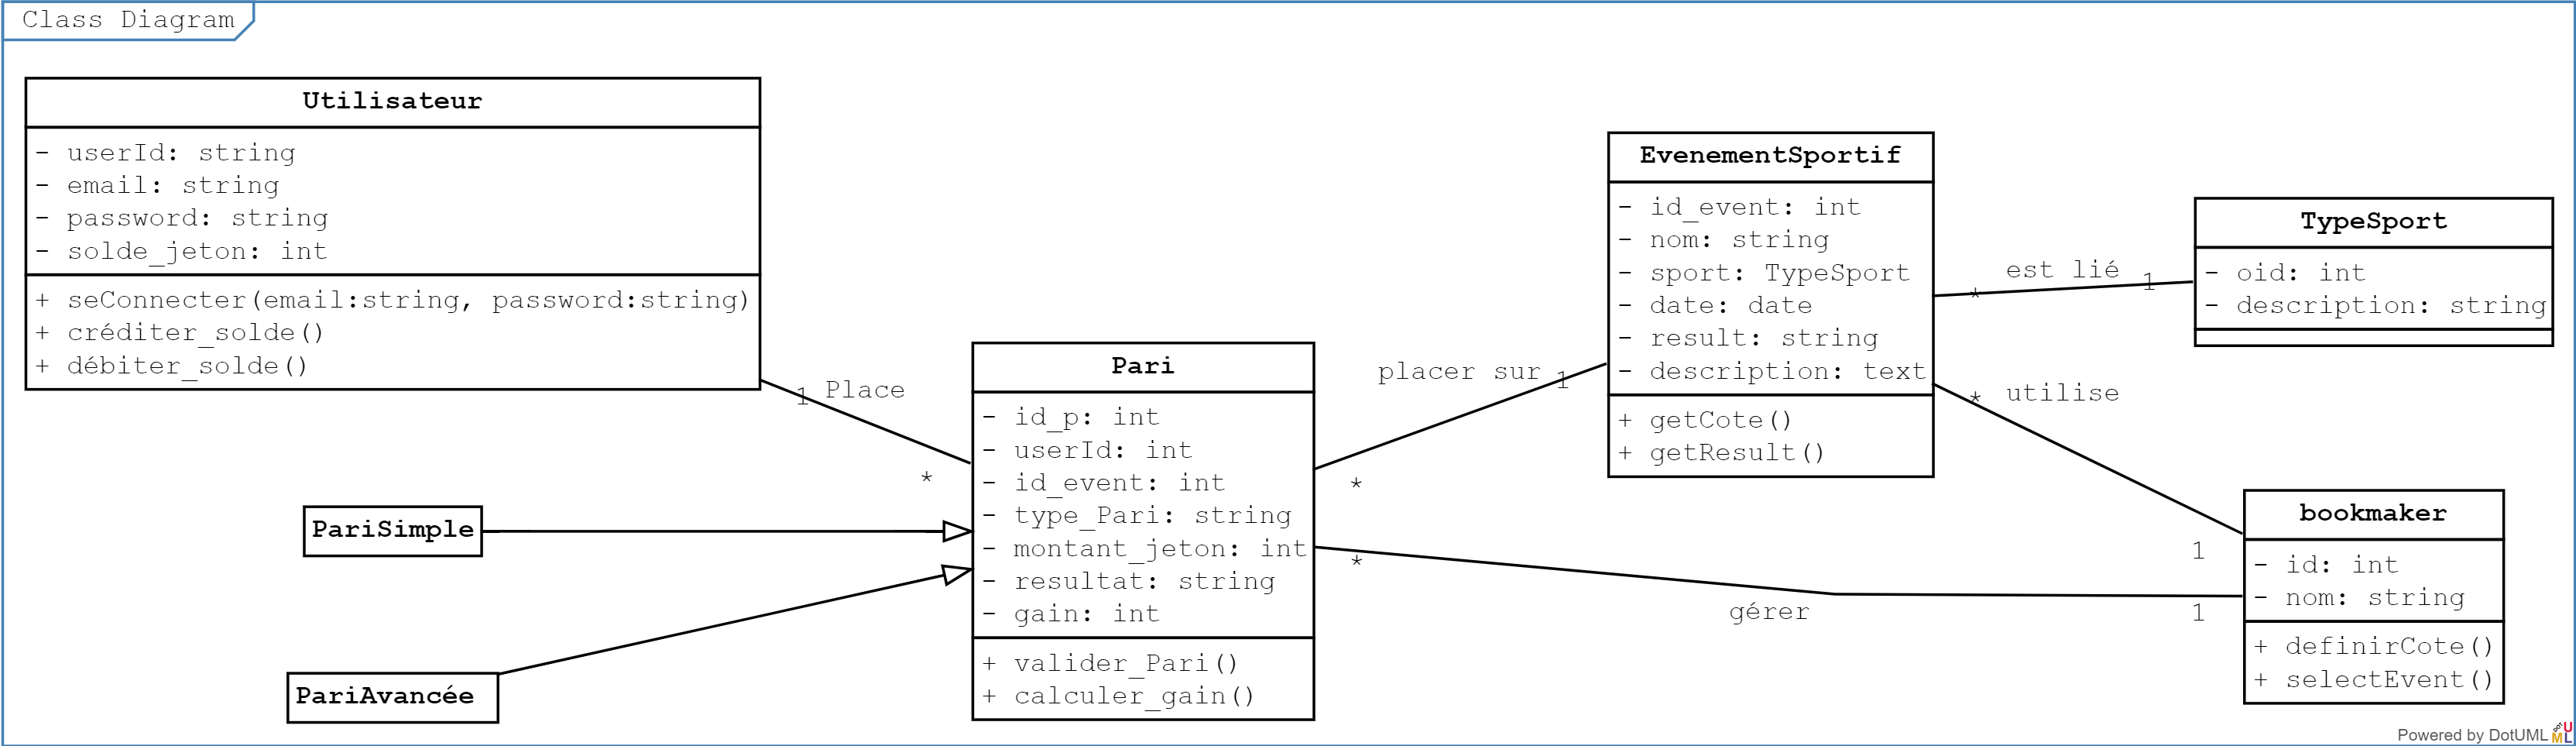 Class Diagram
Utilisateur
- userId: string
- email: string
- password: string
- solde_jeton: int
+ seConnecter(email:string, password:string)
+ créditer_solde()
+ débiter_solde()
1 Place
*
PariSimple
PariAvancée
Pari
- id_p: int
- userId: int
- id_event: int
- type_Pari: string
- montant_jeton: int
- resultat: string
- gain: int
+ valider_Pari()
+ calculer_gain()
placer sur 1
*
*
gérer
1
EvenementSportif
- id_event: int
- nom: string
- sport: TypeSport
- date: date
- result: string
- description: text
+ getCote()
+ getResult()
* est lié 1
* utilise
1
TypeSport
- oid: int
- description: string
bookmaker
- id: int
- nom: string
+ definirCote()
+ selectEvent()
Powered by DotUML